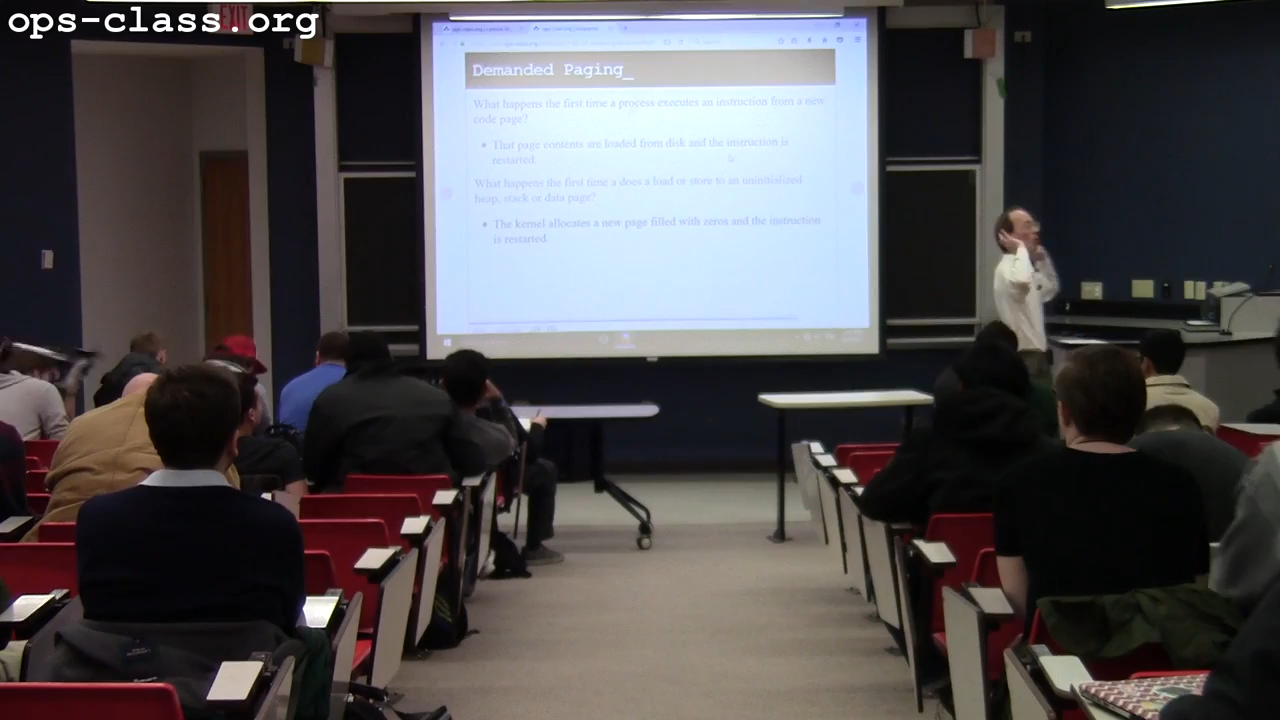 ops-class.org
EXIT
Demanded Paging_
What happens the first time a process executes an instruction from a new
code page?
• That page contents are loaded from disk and the instruction is
restarted.
What happens the first time a does a load or store to an uninitialized
heap, stack or data page?
• The kernel allocates a new page filled with zeros and the instruction
is restarted.